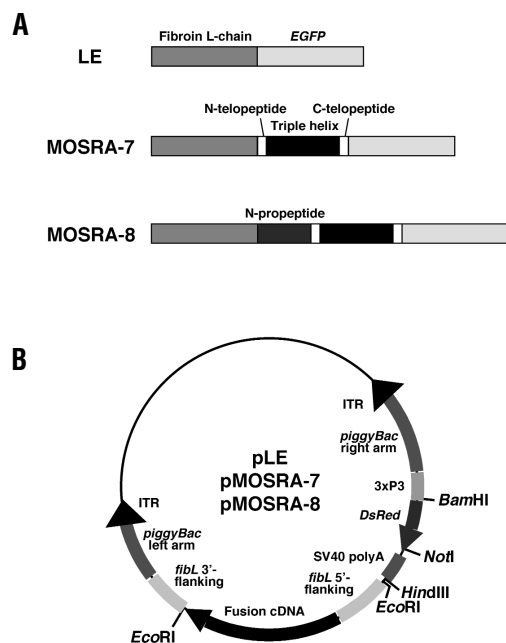 A
Fibroin L-chain EGFP
LE
N-telopeptide C-telopeptide
Triple helix
MOSRA-7
N-propeptide
MOSRA-8
B
ITR
piggyBac
right arm
pLE
pMOSRA-7
pMOSRA-8
3xP3
BamHI
DsRed
ITR
piggyBac
left arm
SV40 polyA
NotI
fibL 3'-
flanking
fibL 5'-
flanking
HindIII
EcoRI
Fusion cDNA
EcoRI